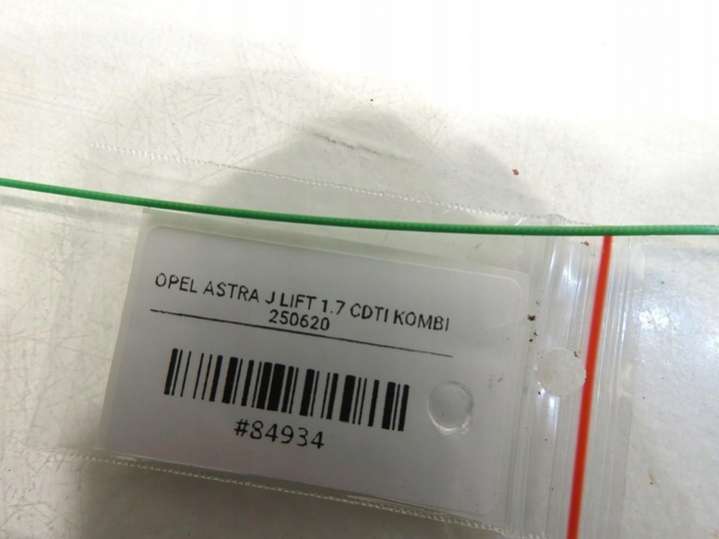 OPEL ASTRA J LIFT 1.7 CDTI KOMBI
250620
#84934